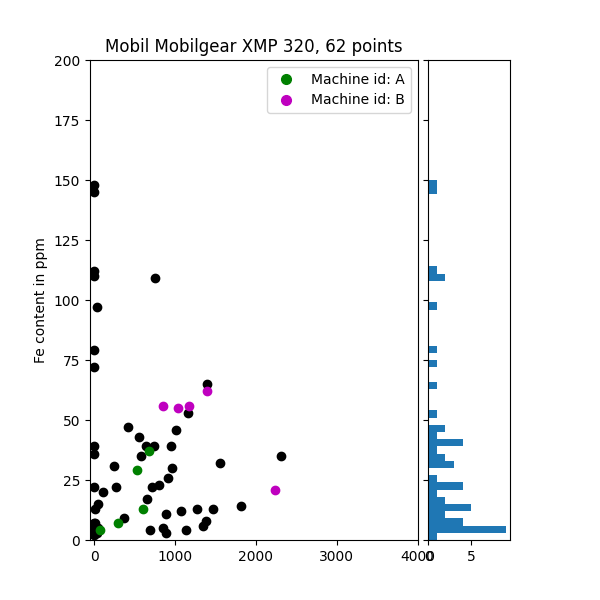 Mobil Mobilgear XMP 320, 62 points
Machine id: A
Machine id: B
Fe content in ppm
200
175
150
125
100
75
50
25
0
0 1000 2000 3000 4000
0 5